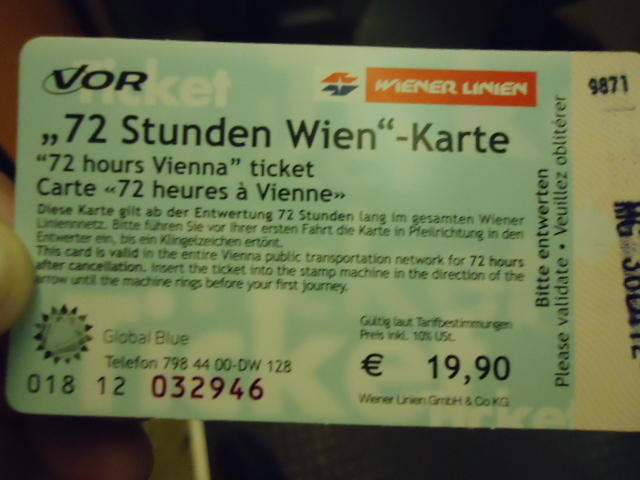 VOR
WIENER LINIEN
„72 Stunden Wien“-Karte
“72 hours Vienna” ticket
Carte «72 heures à Vienne»
Diese Karte gilt ab der Entwertung 72 Stunden lang im gesamten Wiener
Liniennetz. Bitte führen Sie vor Ihrer ersten Fahrt die Karte in Pfeilrichtung in den
Entwerter ein, bis ein Klingelzeichen ertönt.
This card is valid in the entire Vienna public transportation network for 72 hours
after cancellation. Insert the ticket into the stamp machine in the direction of the
arrow until the machine rings before your first journey.
Global Blue
Telefon 798 44 00-DW 128
018 12 032946
Gültig laut Tarifbestimmungen
Preis inkl. 10% USt.
€ 19,90
Wiener Linien GmbH & Co KG
Bitte entwerten
Please validate • Veuillez oblitérer
9871
Ticket
Ticket